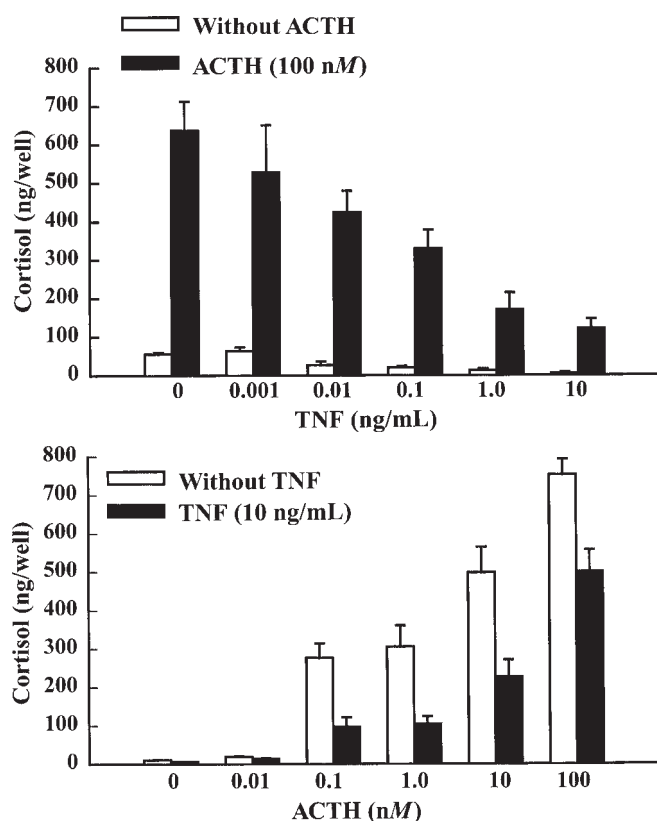 Without ACTH
ACTH (100 nM)
800
700
600
500
400
300
200
100
0
Cortisol (ng/well)
0 0.001 0.01 0.1 1.0 10
TNF (ng/mL)
Without TNF
TNF (10 ng/mL)
800
700
600
500
400
300
200
100
0
Cortisol (ng/well)
0 0.01 0.1 1.0 10 100
ACTH (nM)